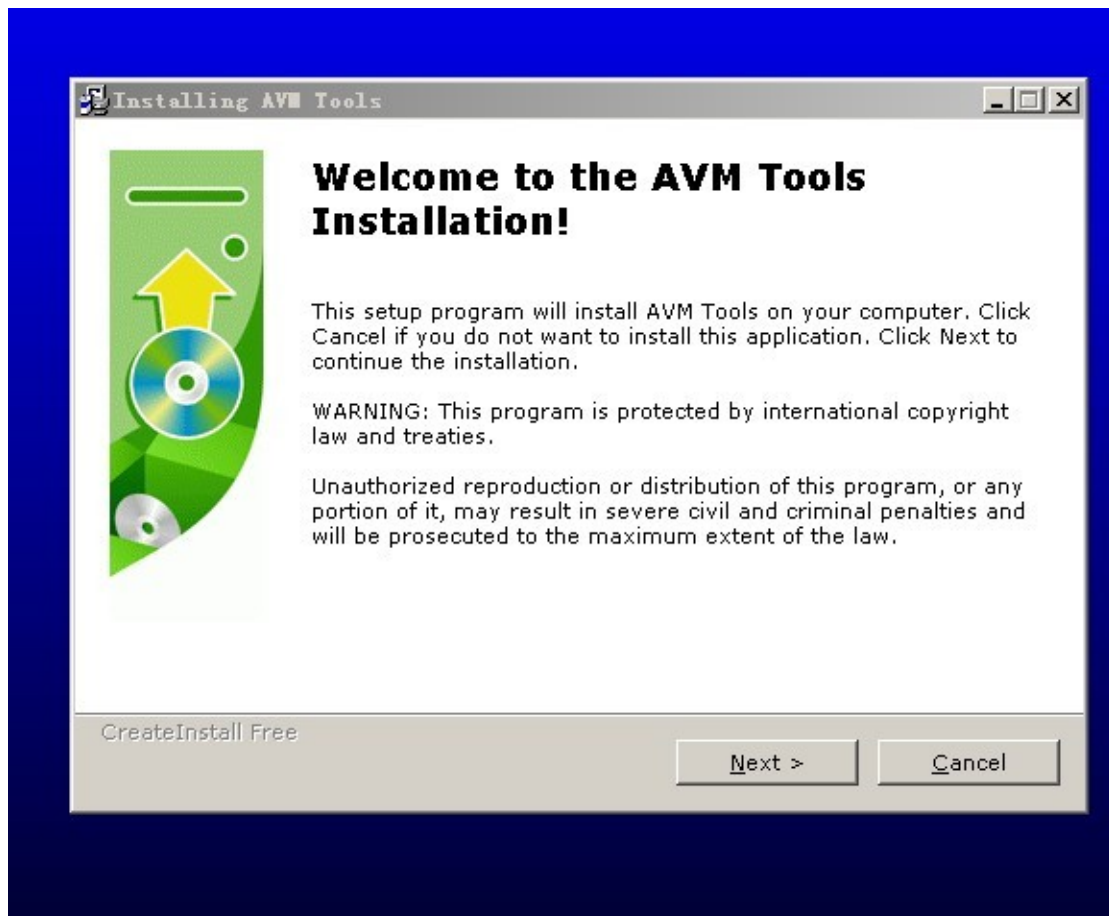 Installing AVM Tools
Welcome to the AVM Tools
Installation!
This setup program will install AVM Tools on your computer. Click
Cancel if you do not want to install this application. Click Next to
continue the installation.
WARNING: This program is protected by international copyright
law and treaties.
Unauthorized reproduction or distribution of this program, or any
portion of it, may result in severe civil and criminal penalties and
will be prosecuted to the maximum extent of the law.
CreateInstall Free
Next >
Cancel